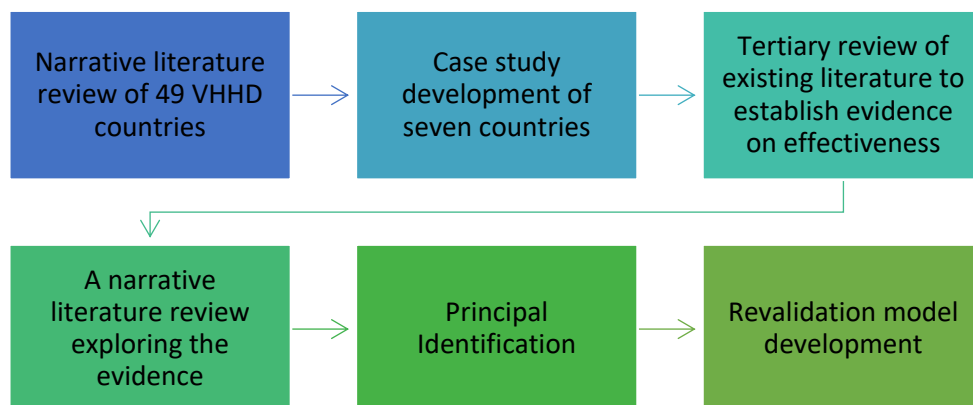 Narrative literature
review of 49 VHHD
countries
Case study
development of
seven countries
Tertiary review of
existing literature to
establish evidence
on effectiveness
A narrative
literature review
exploring the
evidence
Principal
Identification
Revalidation model
development